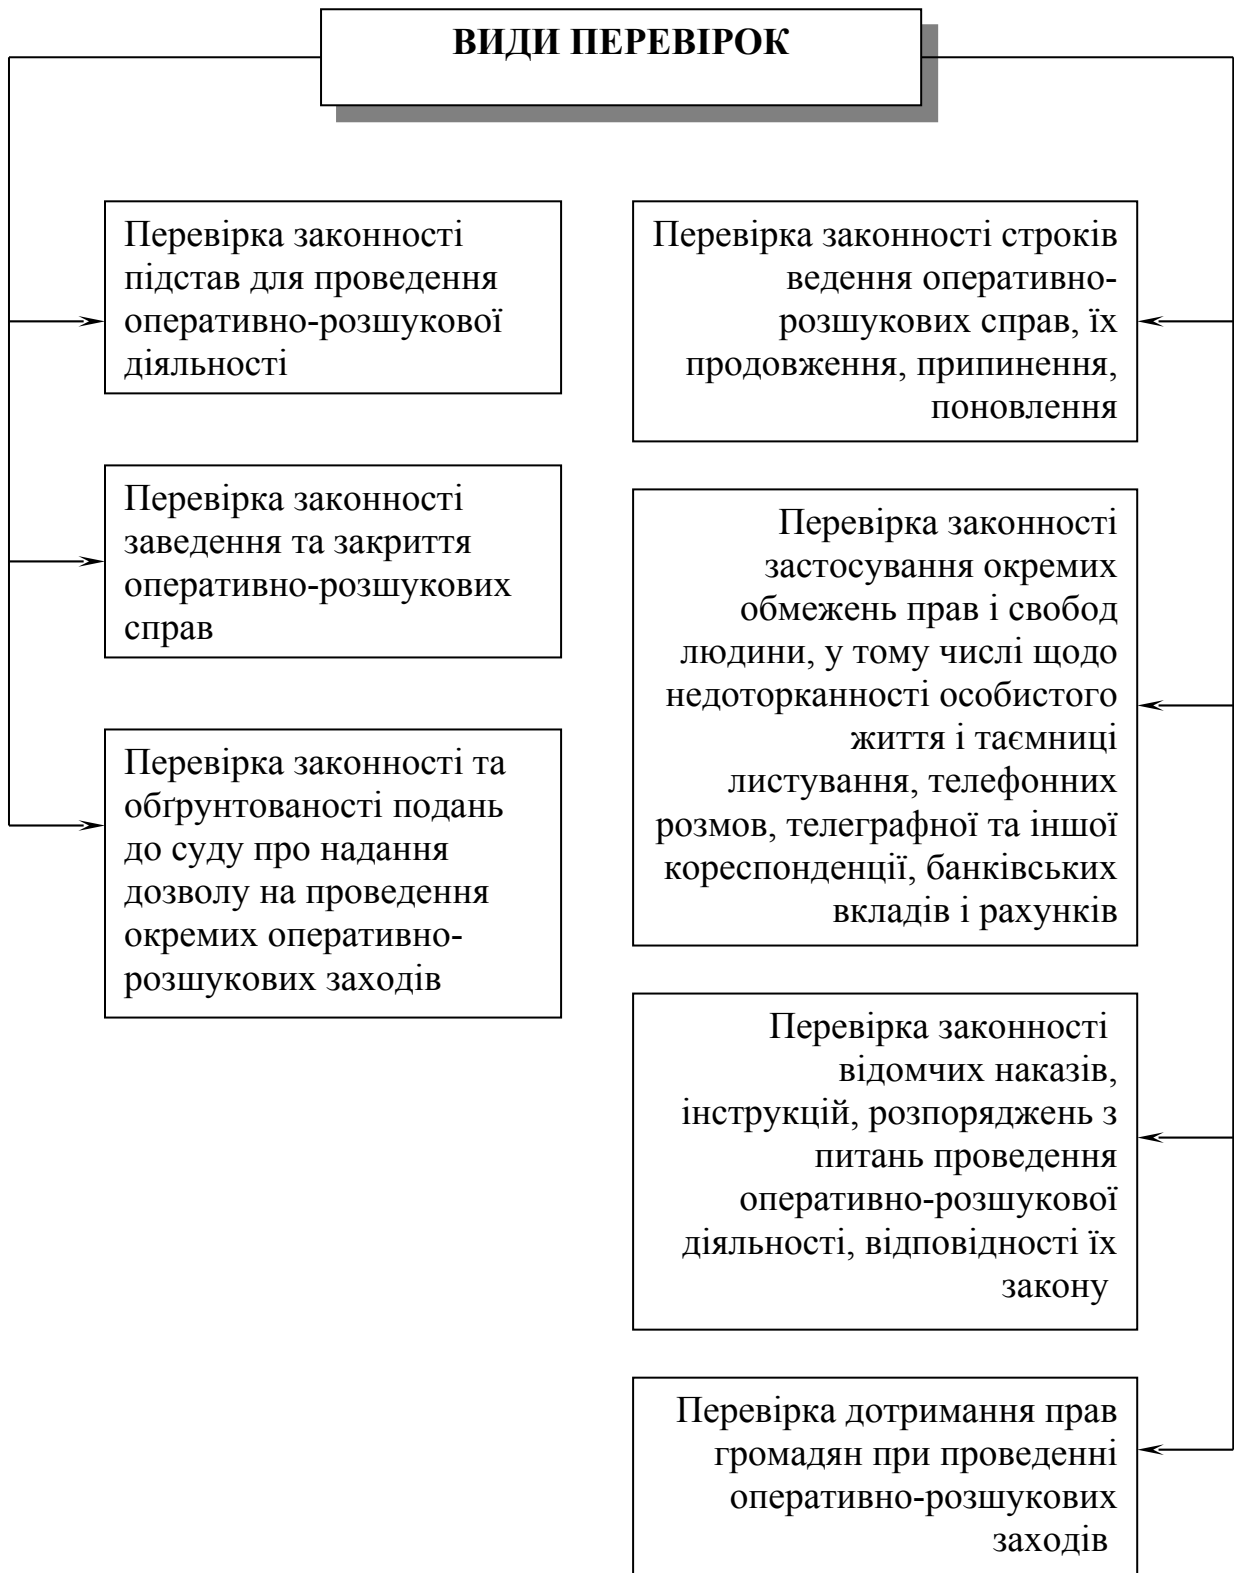 ВИДИ ПЕРЕВІРОК
Перевірка законності
підстав для проведення
оперативно-розшукової
діяльності
Перевірка законності
заведення та закриття
оперативно-розшукових
справ
Перевірка законності та
обґрунтованості подань
до суду про надання
дозволу на проведення
окремих оперативно-
розшукових заходів
Перевірка законності строків
ведення оперативно-
розшукових справ, їх
продовження, припинення,
поновлення
Перевірка законності
застосування окремих
обмежень прав і свобод
людини, у тому числі щодо
недоторканності особистого
життя і таємниці
листування, телефонних
розмов, телеграфної та іншої
кореспонденції, банківських
вкладів і рахунків
Перевірка законності
відомчих наказів,
інструкцій, розпоряджень з
питань проведення
оперативно-розшукової
діяльності, відповідності їх
закону
Перевірка дотримання прав
громадян при проведенні
оперативно-розшукових
заходів